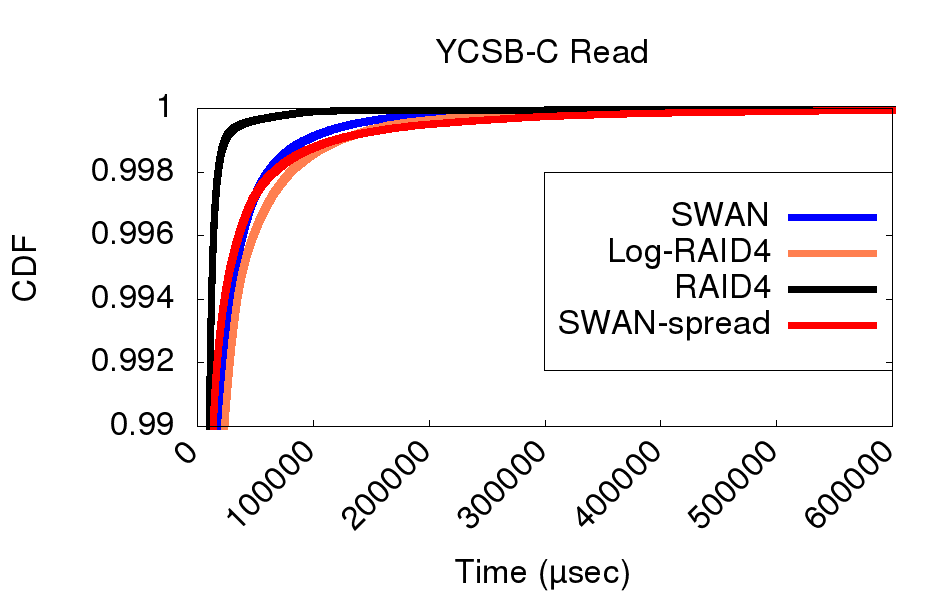 YCSB-C Read
1
0.998
0.996
0.994
0.992
0.99
CDF
SWAN
Log-RAID4
RAID4
SWAN-spread
0
100000
200000
300000
400000
500000
600000
Time (µsec)